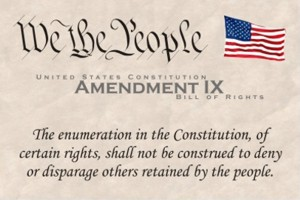 We the People
UNITED STATES CONSTITUTION
AMENDMENT IX
BILL OF RIGHTS
The enumeration in the Constitution, of
certain rights, shall not be construed to deny
or disparage others retained by the people.